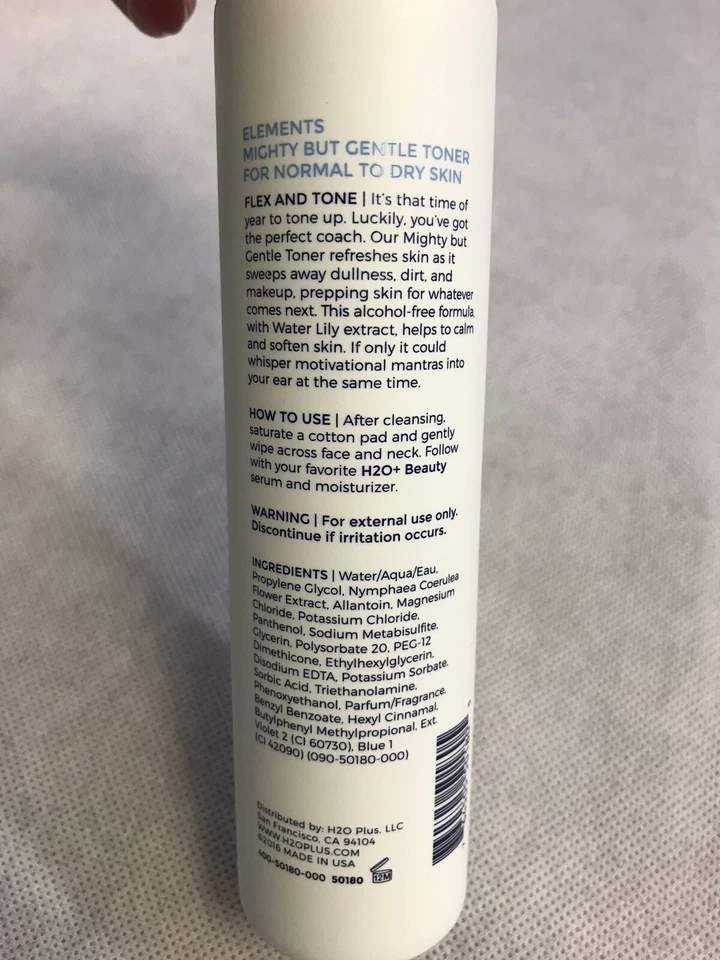 ELEMENTS
MIGHTY BUT GENTLE TONER
FOR NORMAL TO DRY SKIN
FLEX AND TONE | It's that time of
year to tone up. Luckily, you've got
the perfect coach. Our Mighty but
Gentle Toner refreshes skin as it
sweeps away dullness, dirt, and
makeup, prepping skin for whatever
comes next. This alcohol-free formula,
with Water Lily extract, helps to calm
and soften skin. If only it could
whisper motivational mantras into
your ear at the same time.
HOW TO USE | After cleansing,
saturate a cotton pad and gently
wipe across face and neck. Follow
with your favorite H2O+ Beauty
serum and moisturizer.
WARNING | For external use only.
Discontinue if irritation occurs.
INGREDIENTS | Water/Aqua/Eau,
Propylene Glycol, Nymphaea Coerulea
Flower Extract, Allantoin, Magnesium
Chloride, Potassium Chloride,
Panthenol, Sodium Metabisulfite,
Glycerin, Polysorbate 20, PEG-12
Dimethicone, Ethylhexylglycerin,
Disodium EDTA, Potassium Sorbate,
Sorbic Acid, Triethanolamine,
Phenoxyethanol, Parfum/Fragrance,
Benzyl Benzoate, Hexyl Cinnamal,
Butylphenyl Methylpropional, Ext.
Violet 2 (CI 60730), Blue 1
(CI 42090) (090-50180-000)
Distributed by: H2O Plus, LLC
San Francisco, CA 94104
WWW.H2OPLUS.COM
©2016 MADE IN USA
400-50180-000 50180
12M